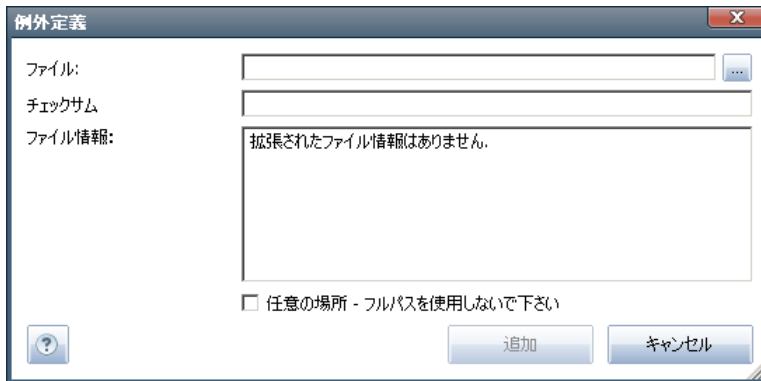 例外定義
ファイル:
...
チェックサム
ファイル情報:
拡張されたファイル情報はありません.
任意の場所 - フルパスを使用しないで下さい
?
追加
キャンセル